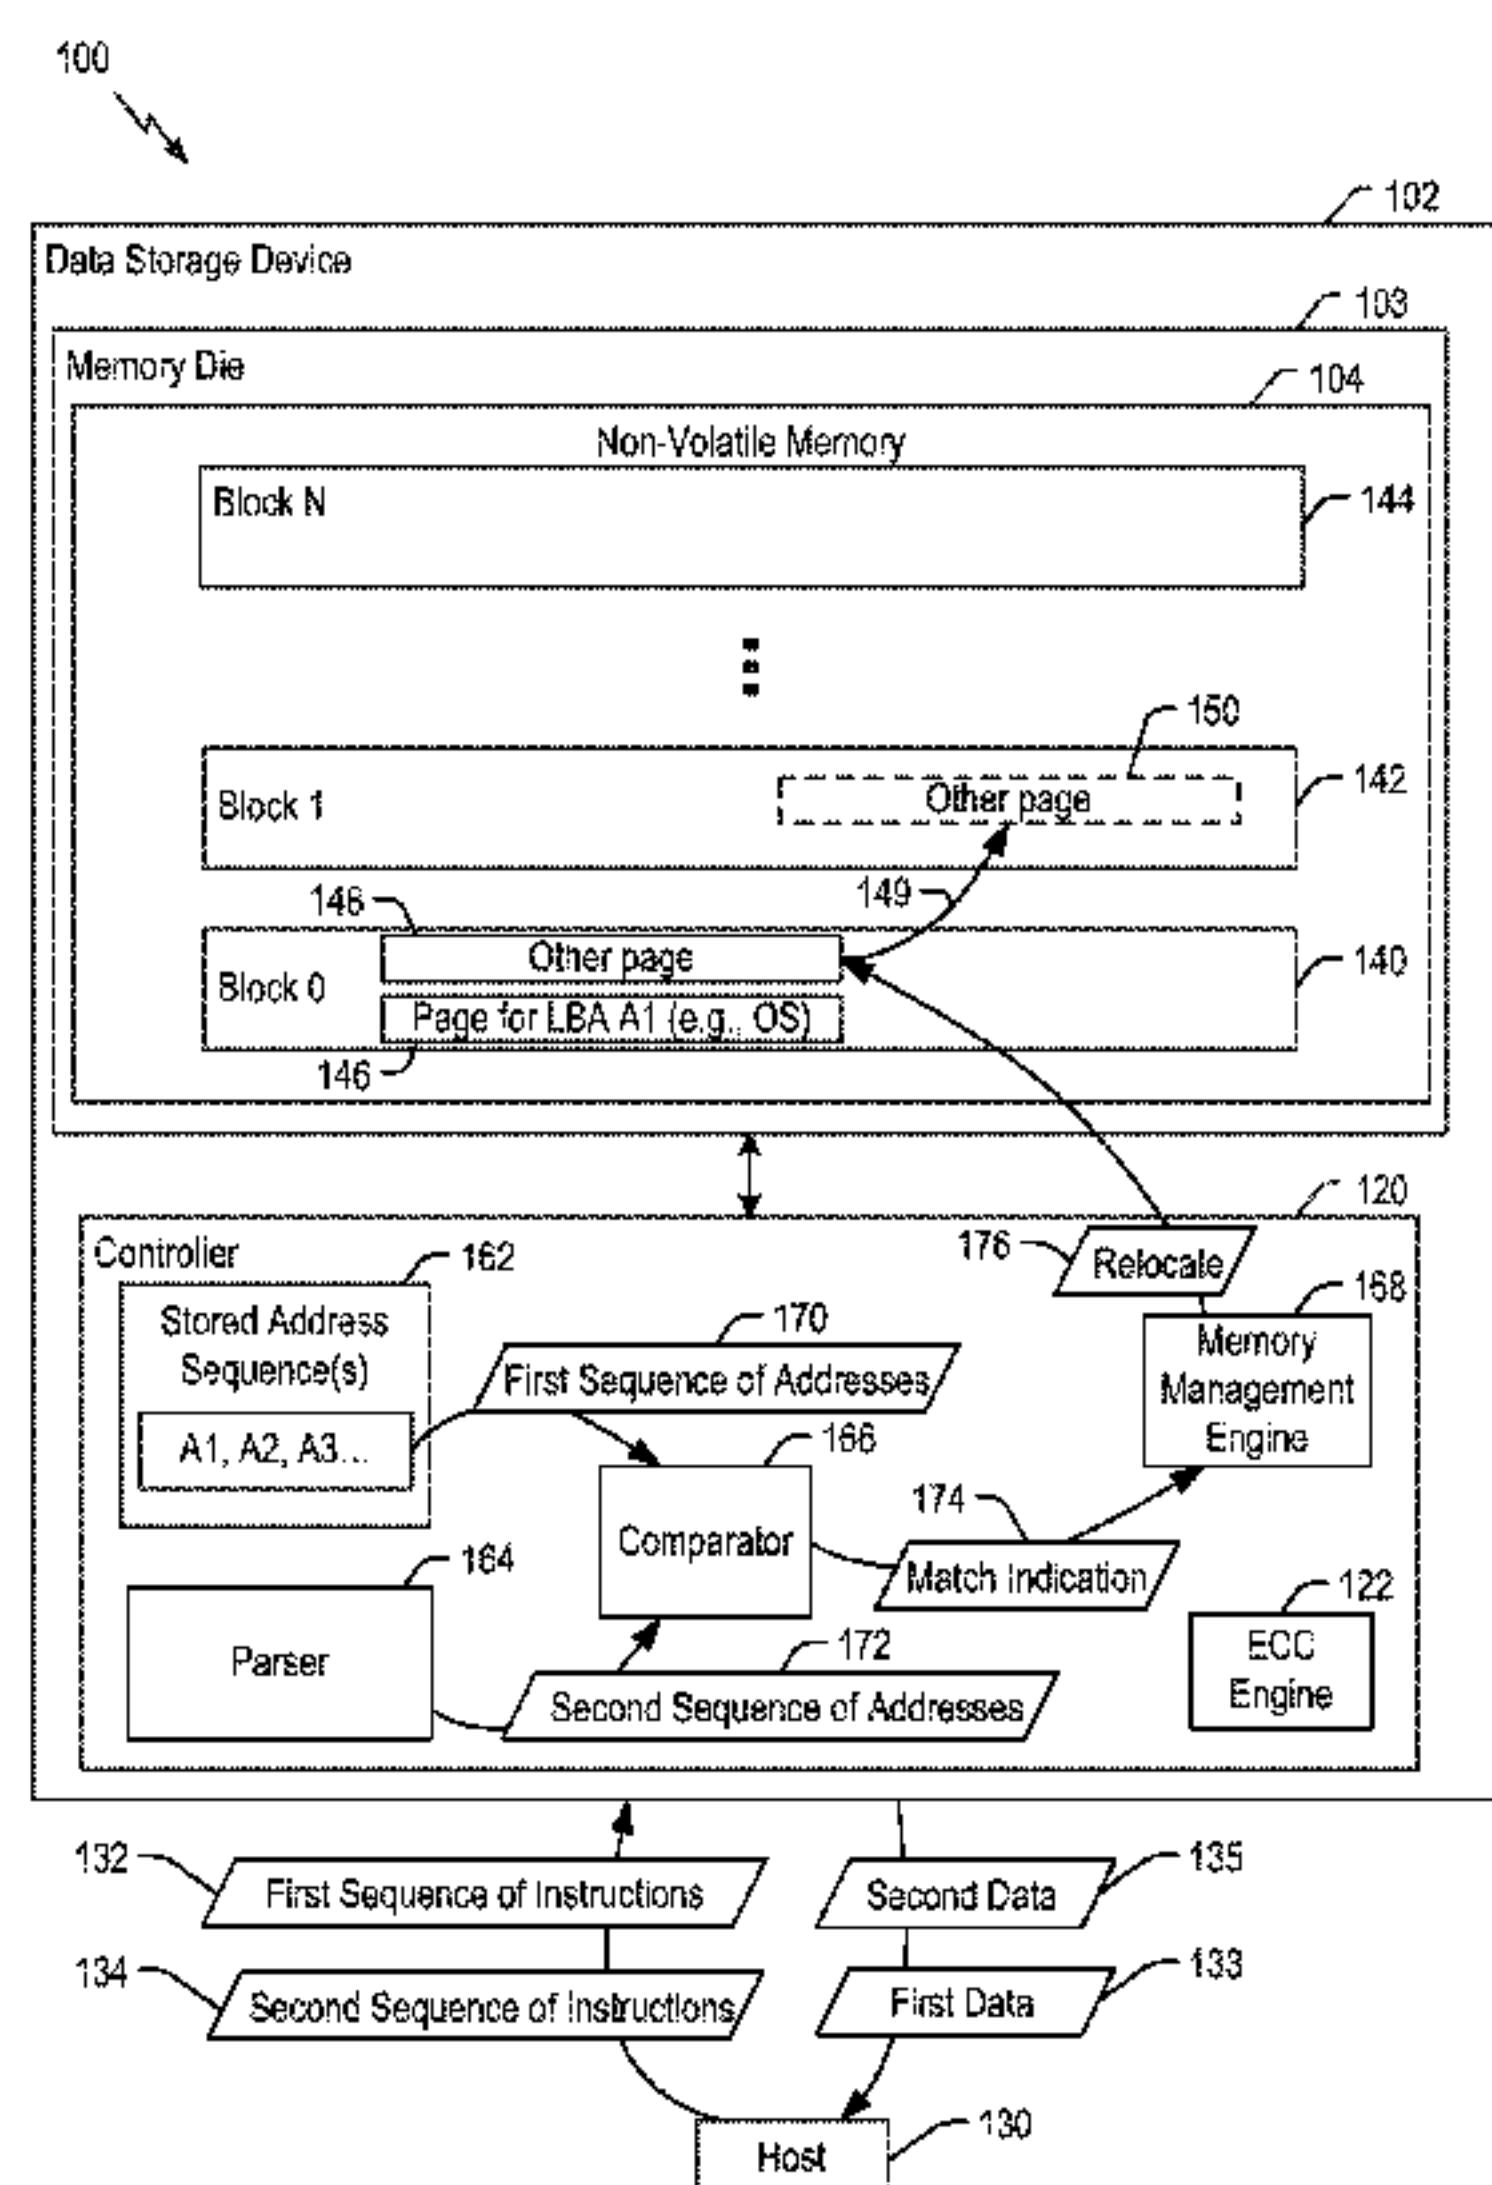 100
102
Data Storage Device
103
Memory Die
104
Non-Volatile Memory
Block N
144
150
Block 1
Other page
142
146
149
Other page
Block 0
140
Page for LBA A1 (e.g., OS)
146
120
Controller
162
176
Relocate
168
Stored Address
Sequence(s)
A1, A2, A3...
170
First Sequence of Addresses
Memory
Management
Engine
166
Comparator
174
Match Indication
164
Parser
172
Second Sequence of Addresses
122
ECC
Engine
132
First Sequence of Instructions
135
Second Data
134
Second Sequence of Instructions
133
First Data
130
Host